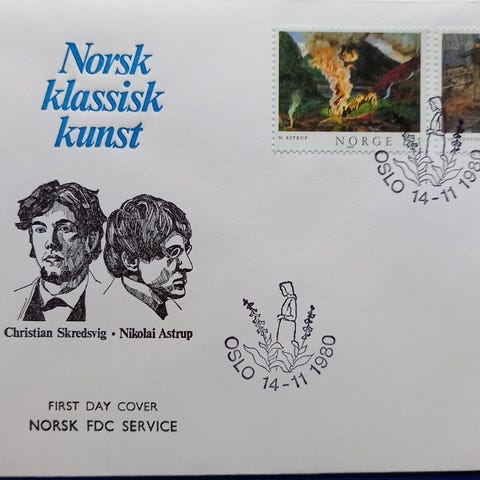 Norsk
klassisk
kunst
N. ASTRUP
NORGE
OSLO 14-11 1980
Christian Skredsvig • Nikolai Astrup
OSLO 14-11 1980
FIRST DAY COVER
NORSK FDC SERVICE